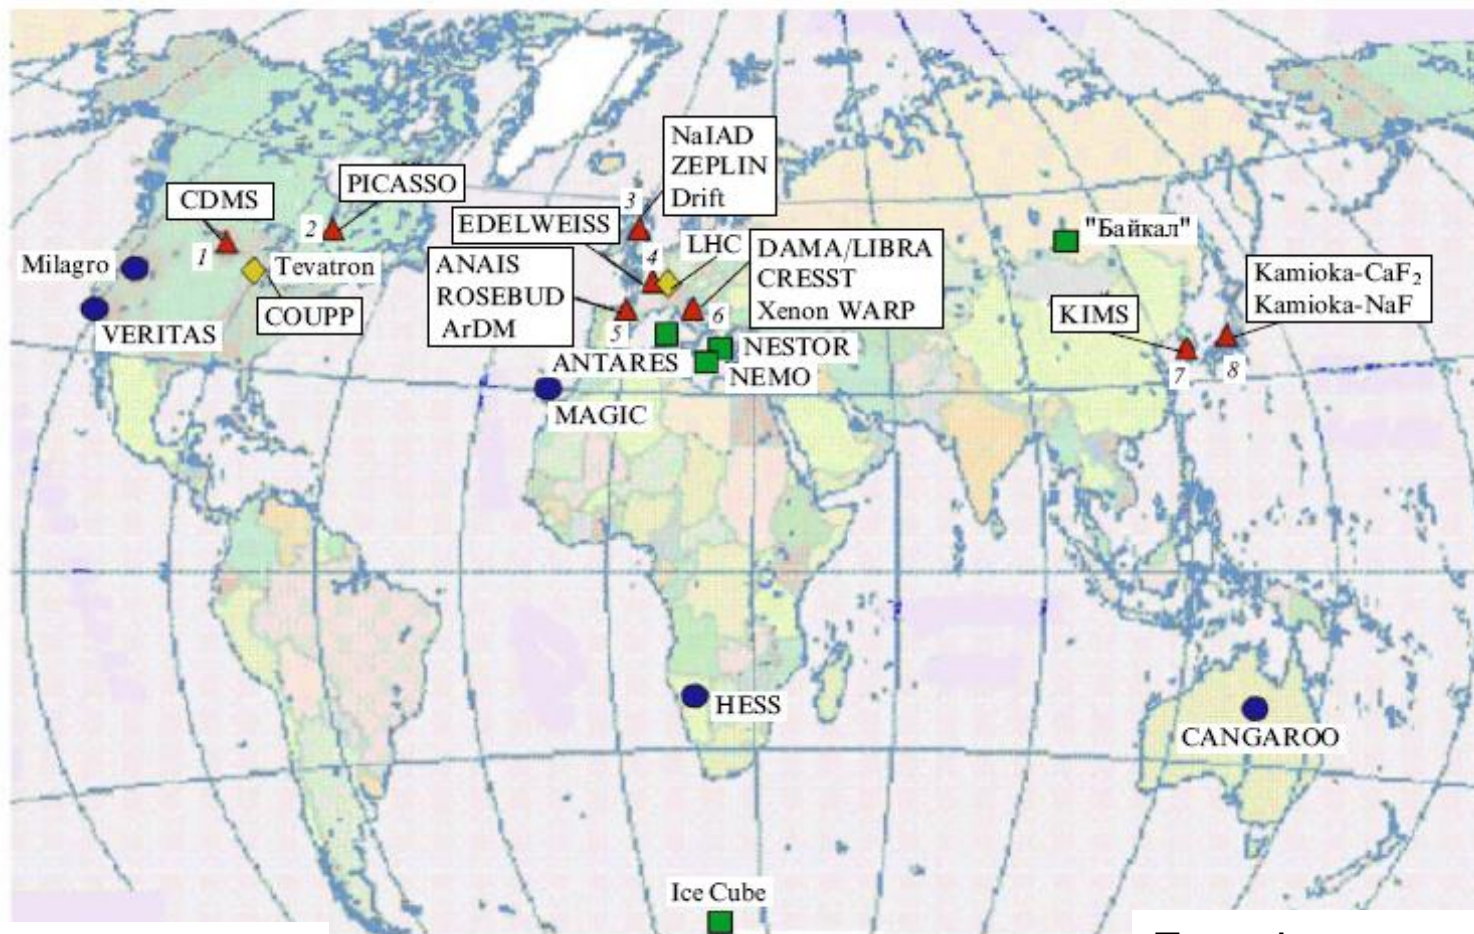 NaIAD
ZEPLIN
Drift
PICASSO
CDMS
3
2
EDELWEISS
"Байкал"
1
4
LHC
DAMA/LIBRA
CRESST
Xenon WARP
Milagro
Tevatron
ANAIS
ROSEBUD
ArDM
Kamioka-CaF₂
Kamioka-NaF
COUPP
KIMS
VERITAS
5
6
NESTOR
ANTARES
NEMO
7
8
MAGIC
HESS
CANGAROO
Ice Cube